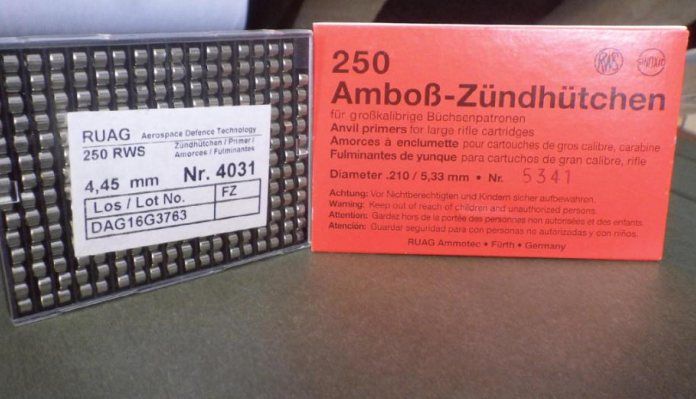 RUAG Aerospace Defence Technology
250 RWS Zündhütchen / Primer /
Amorces / Fulminantes
4,45 mm Nr. 4031
Los / Lot No. FZ
DAG16G3763
250
RWS SINOXID
Amboß-Zündhütchen
für großkalibrige Büchsenpatronen
Anvil primers for large rifle cartridges
Amorces à enclumette pour cartouches de gros calibre, carabine
Fulminantes de yunque para cartuchos de gran calibre, rifle
Diameter .210 / 5,33 mm • Nr. 5341
Achtung: Vor Nichtberechtigten und Kindern sicher aufbewahren.
Warning: Keep out of reach of children and unauthorized persons.
Attention: Gardez hors de la portée des personnes non autorisées et des enfants.
Atención: Guardar seguridad para con personas no autorizadas y con niños.
RUAG Ammotec • Fürth • Germany